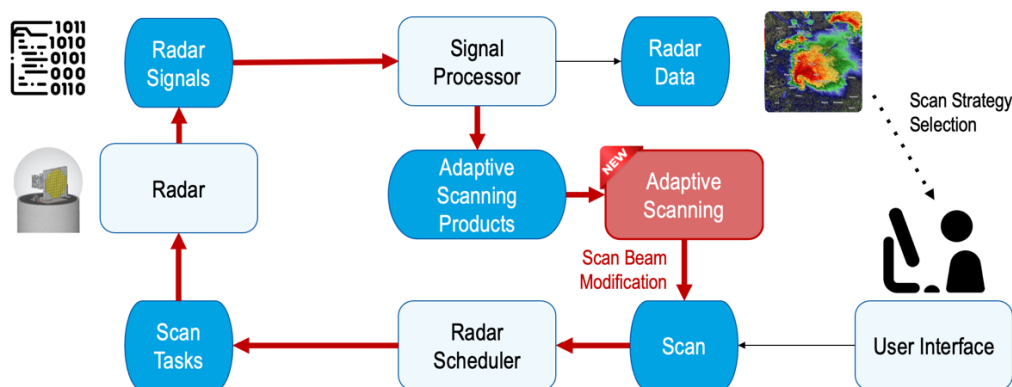 1011
1010
0101
000
0110
Radar
Signals
Signal
Processor
Radar
Data
Scan Strategy
Selection
Radar
Adaptive
Scanning
Products
NEW
Adaptive
Scanning
Scan Beam
Modification
Scan
Tasks
Radar
Scheduler
Scan
User Interface